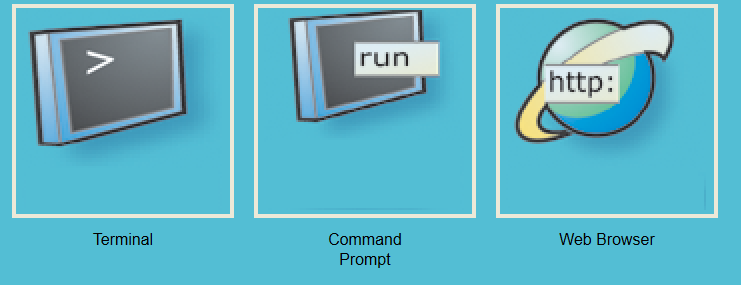 >
run
http:
Terminal
Command
Prompt
Web Browser